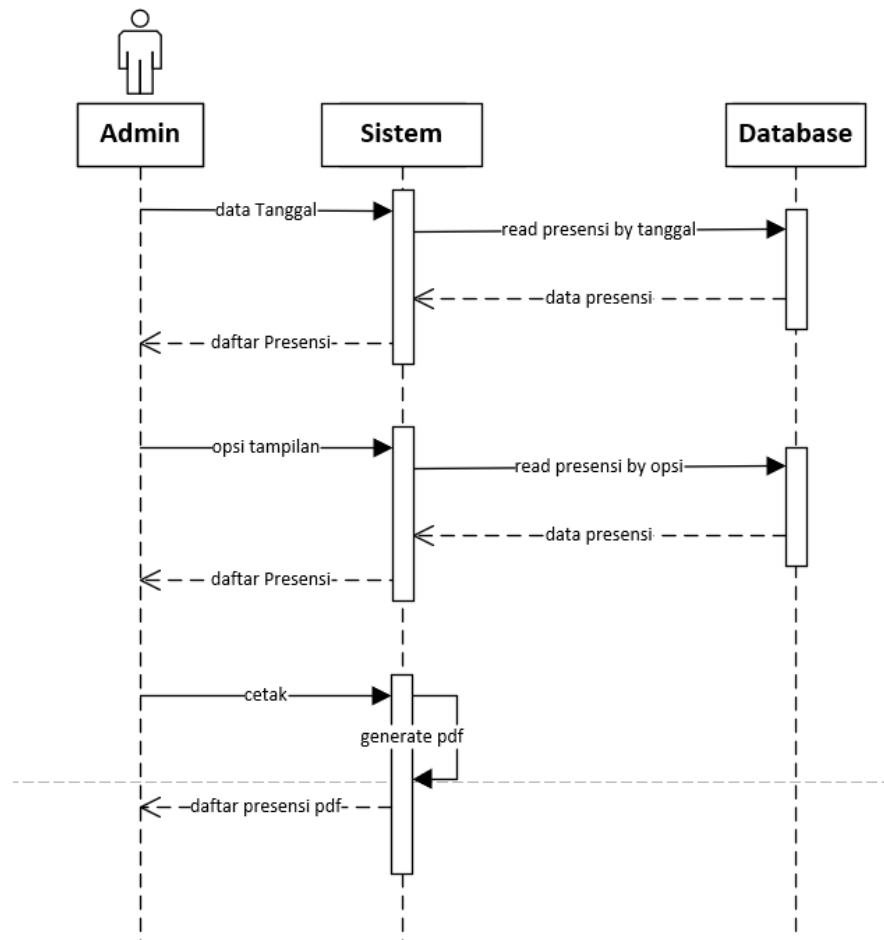 Admin
Sistem
Database
data Tanggal
read presensi by tanggal
data presensi
daftar Presensi
opsi tampilan
read presensi by opsi
data presensi
daftar Presensi
cetak
generate pdf
daftar presensi pdf